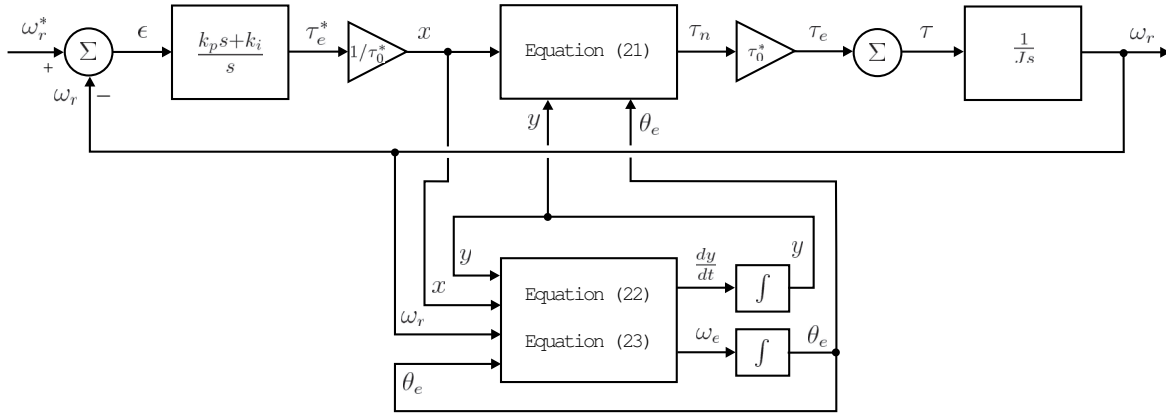 ω_r^*
+
ω_r
−
Σ
ϵ
k_p s+k_i
s
τ_e^*
1/τ_0^*
x
Equation (21)
τ_n
τ_0^*
τ_e
Σ
τ
1
Js
ω_r
y
θ_e
y
x
ω_r
θ_e
Equation (22)
Equation (23)
dy
dt
∫
y
ω_e
∫
θ_e